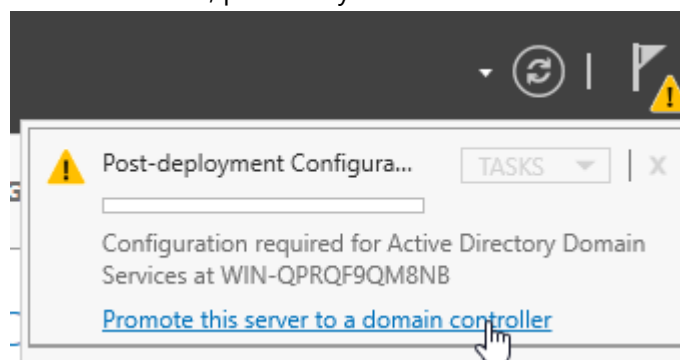 Post-deployment Configura...
TASKS
X
Configuration required for Active Directory Domain
Services at WIN-QPRQF9QM8NB
Promote this server to a domain controller